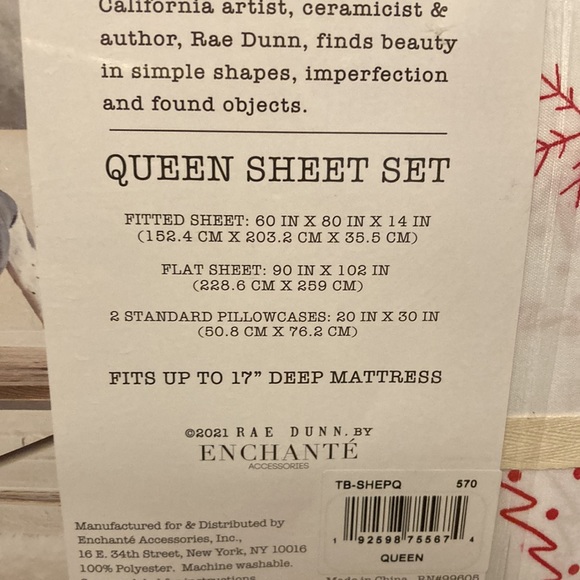 California artist, ceramicist &
author, Rae Dunn, finds beauty
in simple shapes, imperfection
and found objects.
QUEEN SHEET SET
FITTED SHEET: 60 IN X 80 IN X 14 IN
(152.4 CM X 203.2 CM X 35.5 CM)
FLAT SHEET: 90 IN X 102 IN
(228.6 CM X 259 CM)
2 STANDARD PILLOWCASES: 20 IN X 30 IN
(50.8 CM X 76.2 CM)
FITS UP TO 17" DEEP MATTRESS
©2021 RAE DUNN. BY
ENCHANTÉ
ACCESSORIES
TB-SHEPQ 570
1 92598 75567 4
QUEEN
Manufactured for & Distributed by
Enchanté Accessories, Inc.,
16 E. 34th Street, New York, NY 10016
100% Polyester. Machine washable.
Made in China RN#99608